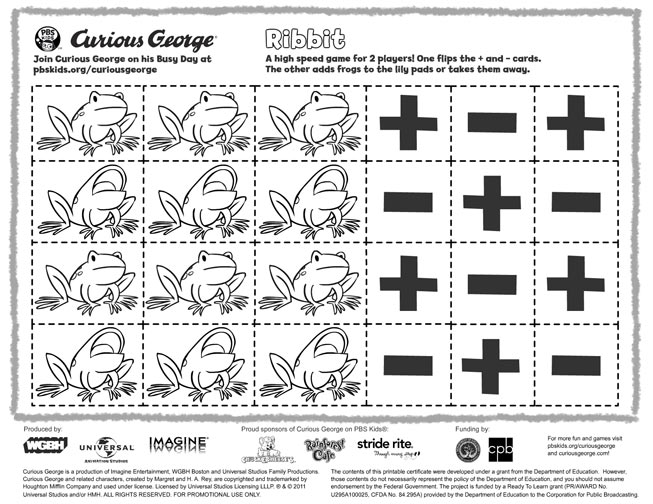 PBS KIDS Curious George®
Join Curious George on his Busy Day at
pbskids.org/curiousgeorge
Ribbit
A high speed game for 2 players! One flips the + and – cards.
The other adds frogs to the lily pads or takes them away.
Produced by:
Proud sponsors of Curious George on PBS Kids®:
Funding by:
WGBH
UNIVERSAL
IMAGINE
Rainforest
Cafe
stride rite.
cpb
For more fun and games visit
pbskids.org/curiousgeorge
and curiousgeorge.com!
Curious George is a production of Imagine Entertainment, WGBH Boston and Universal Studios Family Productions.
Curious George and related characters, created by Margret and H. A. Rey, are copyrighted and trademarked by
Houghton Mifflin Company and used under license. Licensed by Universal Studios Licensing LLLP. © & © 2011
Universal Studios and/or HMH. ALL RIGHTS RESERVED. FOR PROMOTIONAL USE ONLY.
The contents of this printable certificate were developed under a grant from the Department of Education. However,
those contents do not necessarily represent the policy of the Department of Education, and you should not assume
endorsement by the Federal Government. The project is funded by a Ready To Learn grant (PR/AWARD No.
U295A100025, CFDA No. 84.295A) provided by the Department of Education to the Corporation for Public Broadcasting.